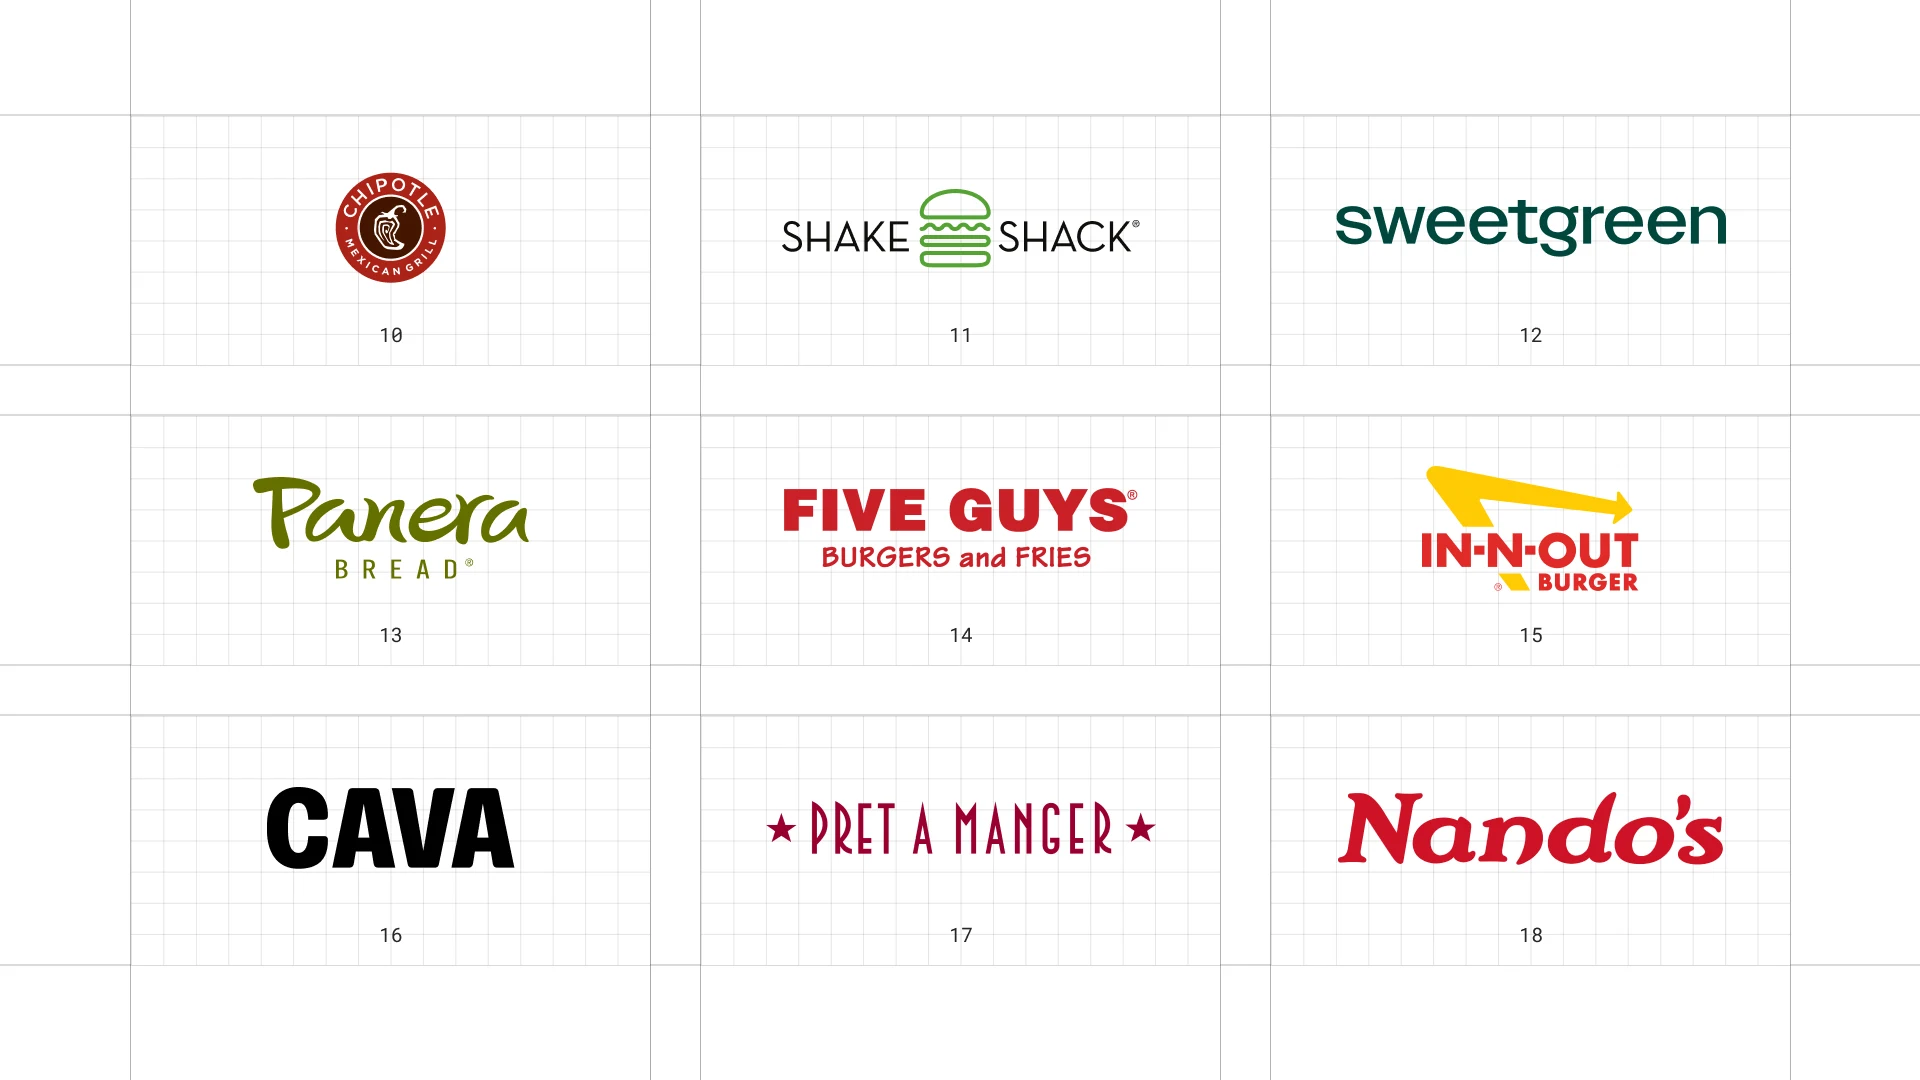 CHIPOTLE
MEXICAN GRILL
10
SHAKE SHACK®
11
sweetgreen
12
Panera
BREAD®
13
FIVE GUYS®
BURGERS and FRIES
14
IN-N-OUT
® BURGER
15
CAVA
16
★ PRET A MANGER ★
17
Nando's
18